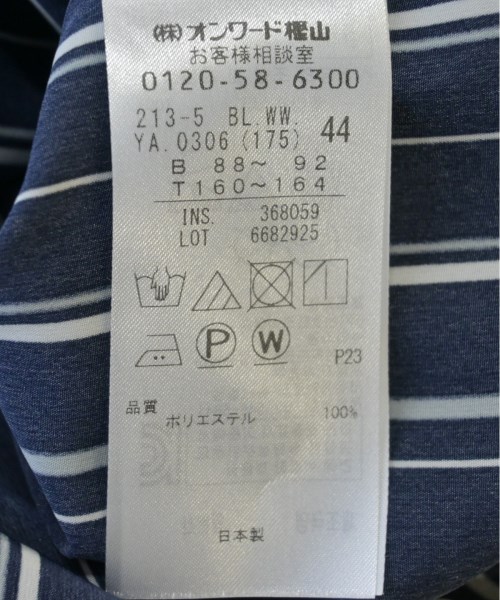 (株)オンワード樫山
お客様相談室
0120-58-6300
213-5 BL.WW.
YA.0306(175) 44
B 88〜 92
T160〜164
INS. 368059
LOT 6682925
P
W
P23
品質
ポリエステル 100%
日本製